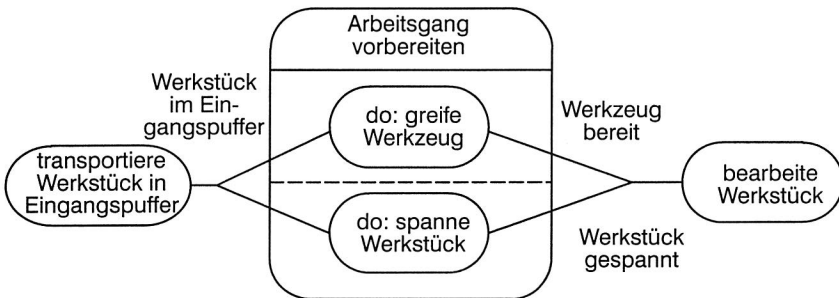 Arbeitsgang
vorbereiten
Werkstück
im Ein-
gangspuffer
do: greife
Werkzeug
Werkzeug
bereit
transportiere
Werkstück in
Eingangspuffer
bearbeite
Werkstück
do: spanne
Werkstück
Werkstück
gespannt